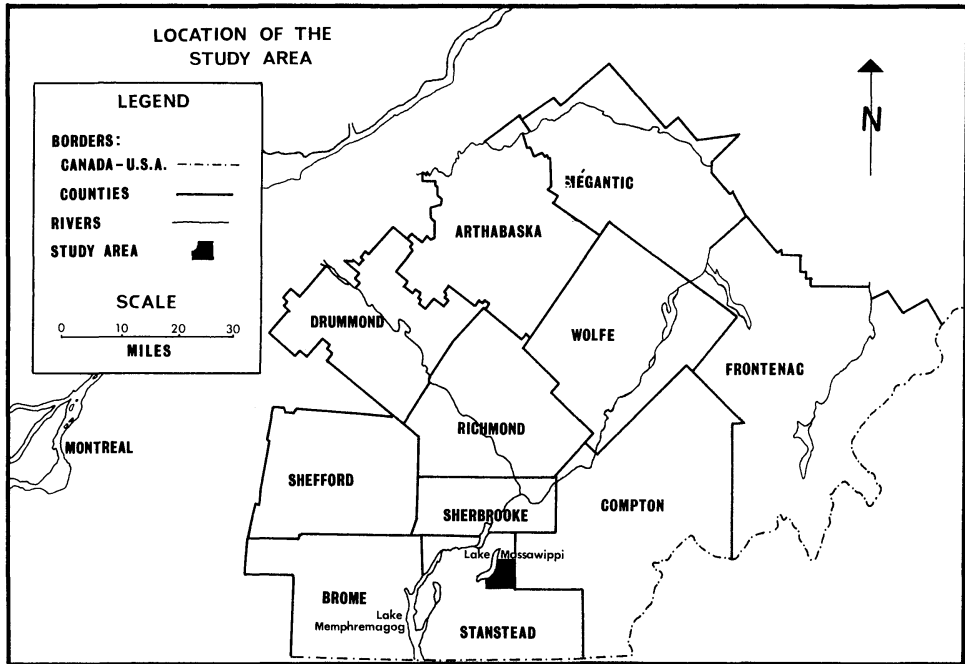 LOCATION OF THE
STUDY AREA
LEGEND
BORDERS:
CANADA-U.S.A.
COUNTIES
RIVERS
STUDY AREA
SCALE
0 10 20 30
MILES
N
MÉGANTIC
ARTHABASKA
DRUMMOND
WOLFE
FRONTENAC
MONTREAL
RICHMOND
SHEFFORD
SHERBROOKE
COMPTON
Lake Massawippi
BROME
Lake
Memphremagog
STANSTEAD